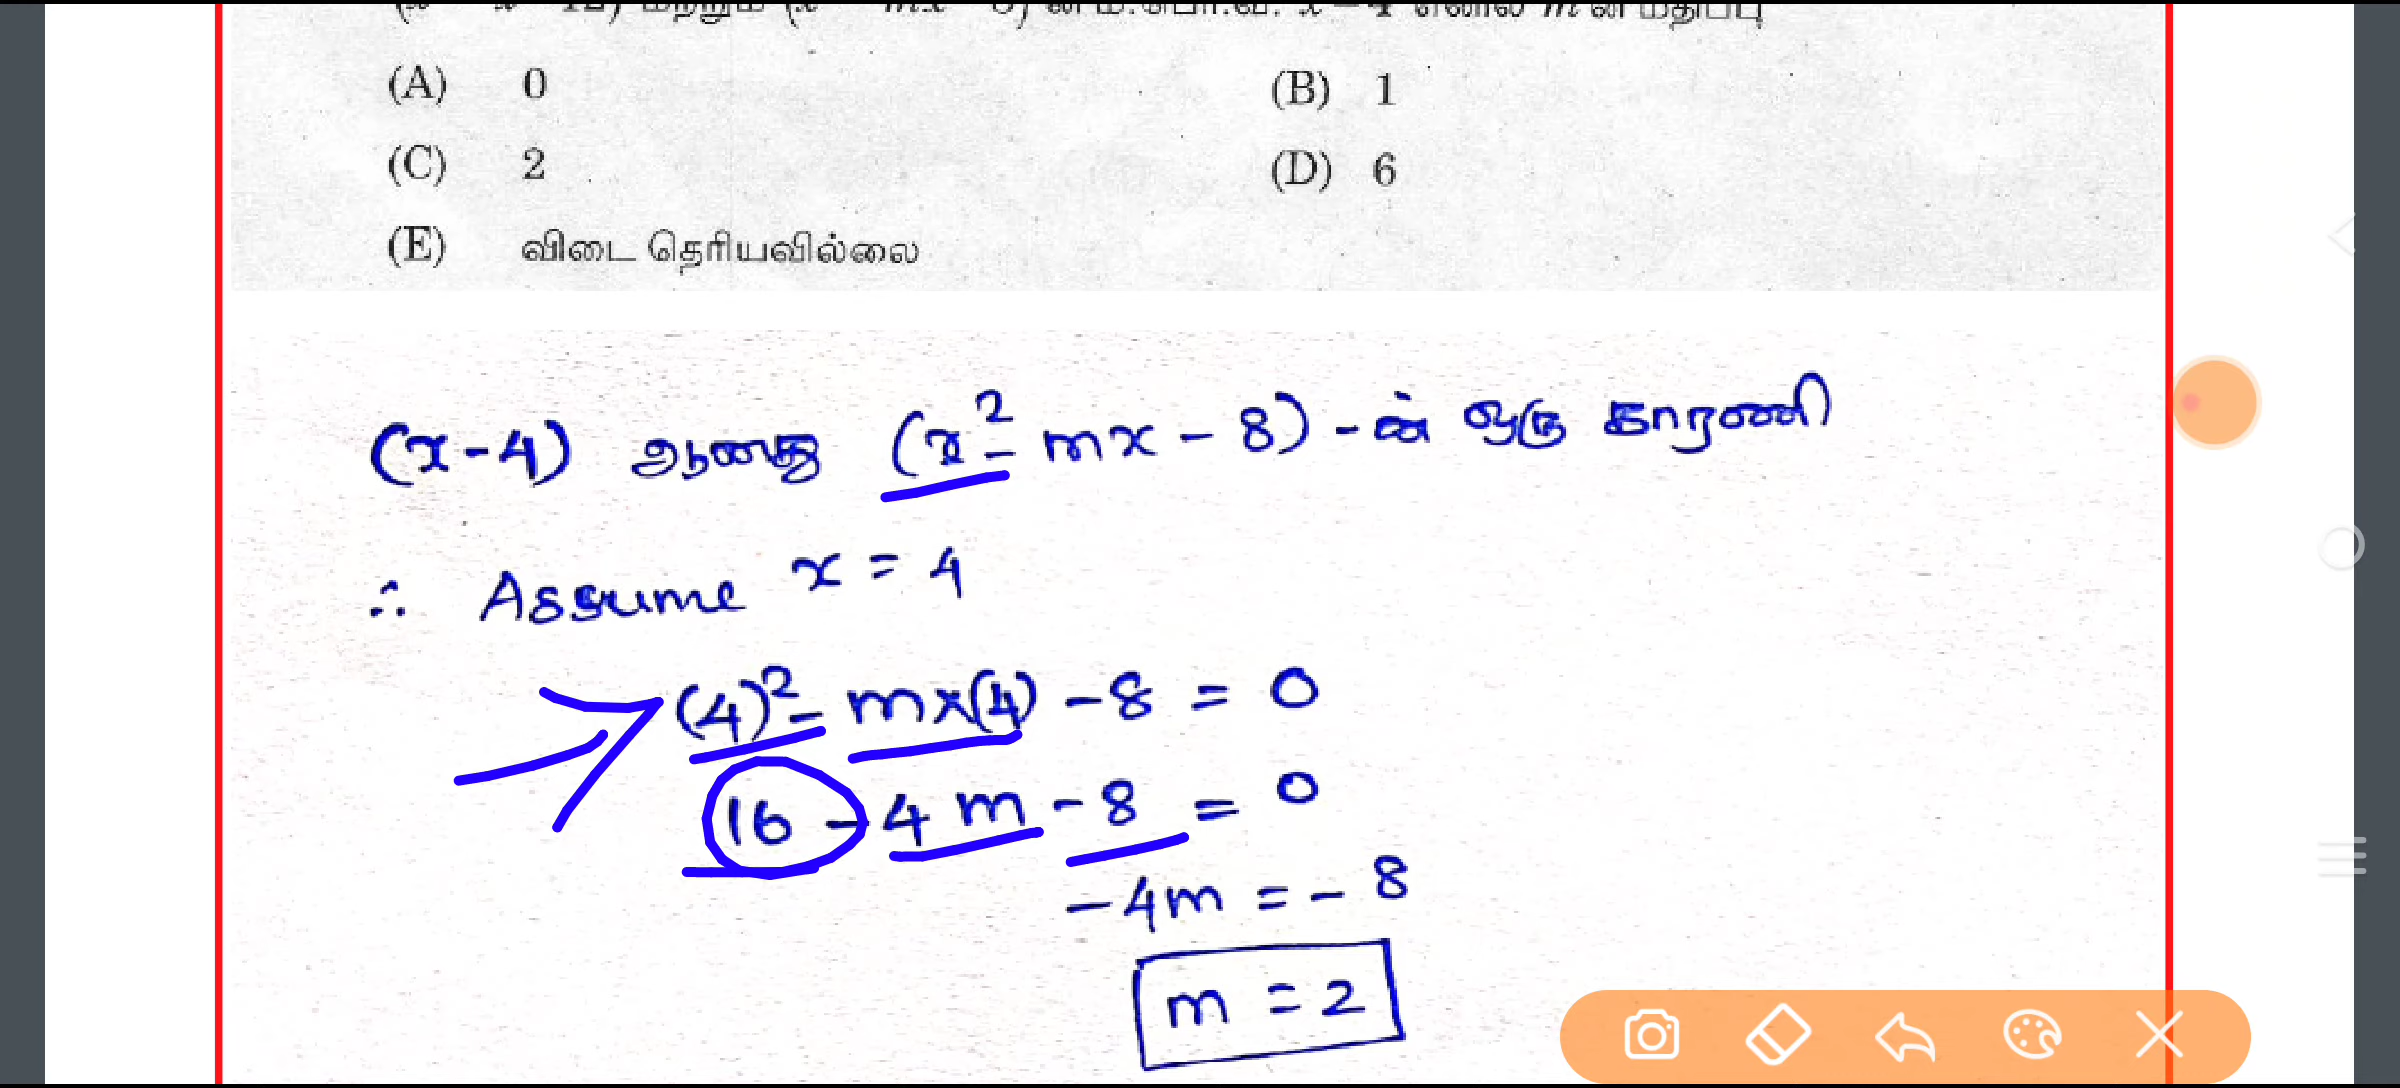 (A) 0 (B) 1
(C) 2 (D) 6
(E) விடை தெரியவில்லை
(x-4) ஆனது (x²- mx - 8) -ன் ஒரு காரணி
∴ Assume x = 4
(4)²- mx(4) - 8 = 0
16 - 4m - 8 = 0
-4m = - 8
m = 2